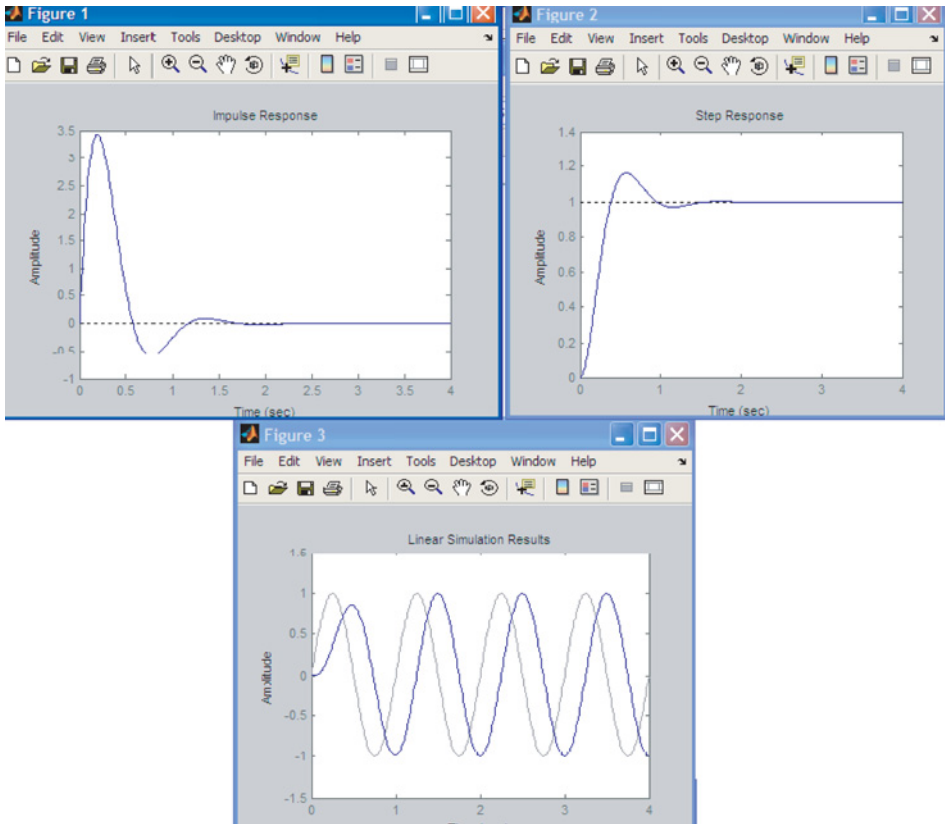 Figure 1
File Edit View Insert Tools Desktop Window Help
Impulse Response
3.5
3
2.5
2
1.5
1
0.5
0
-0.5
-1
Amplitude
0 0.5 1 1.5 2 2.5 3 3.5 4
Time (sec)
Figure 2
File Edit View Insert Tools Desktop Window Help
Step Response
1.4
1.2
1
0.8
0.6
0.4
0.2
0
Amplitude
0 1 2 3 4
Time (sec)
Figure 3
File Edit View Insert Tools Desktop Window Help
Linear Simulation Results
1.5
1
0.5
0
-0.5
-1
-1.5
Amplitude
0 1 2 3 4